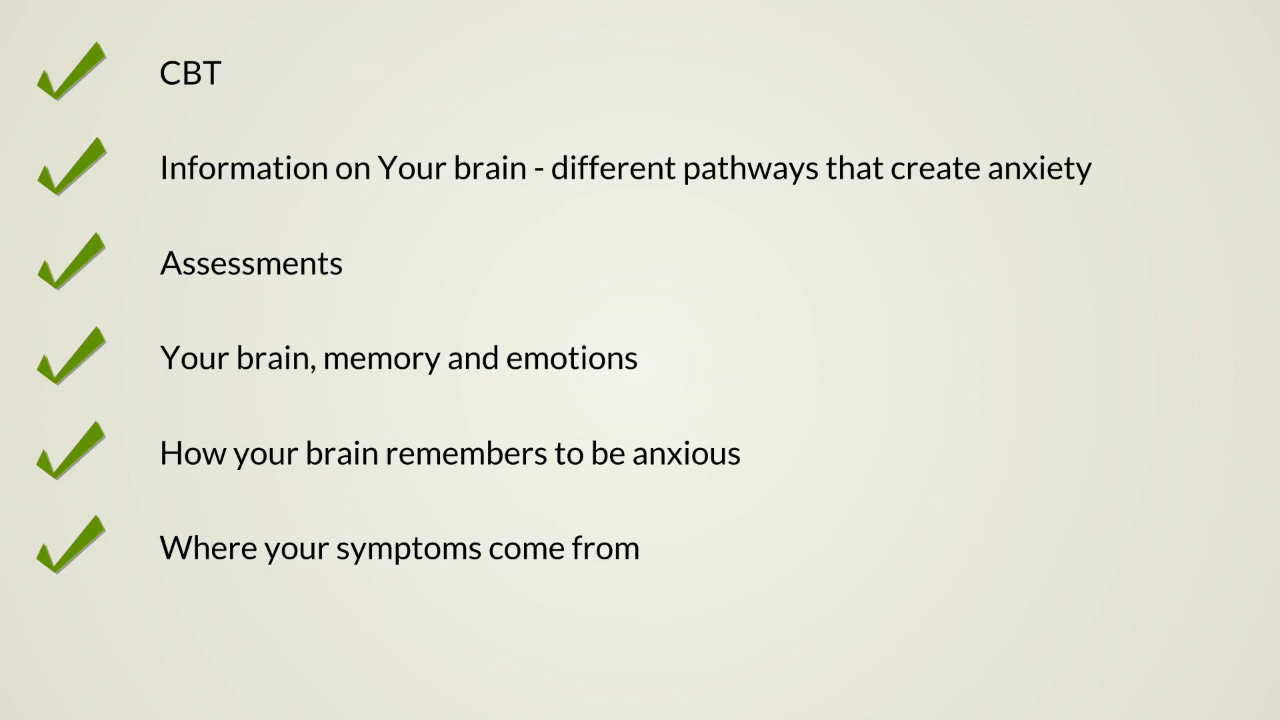 CBT
Information on Your brain - different pathways that create anxiety
Assessments
Your brain, memory and emotions
How your brain remembers to be anxious
Where your symptoms come from